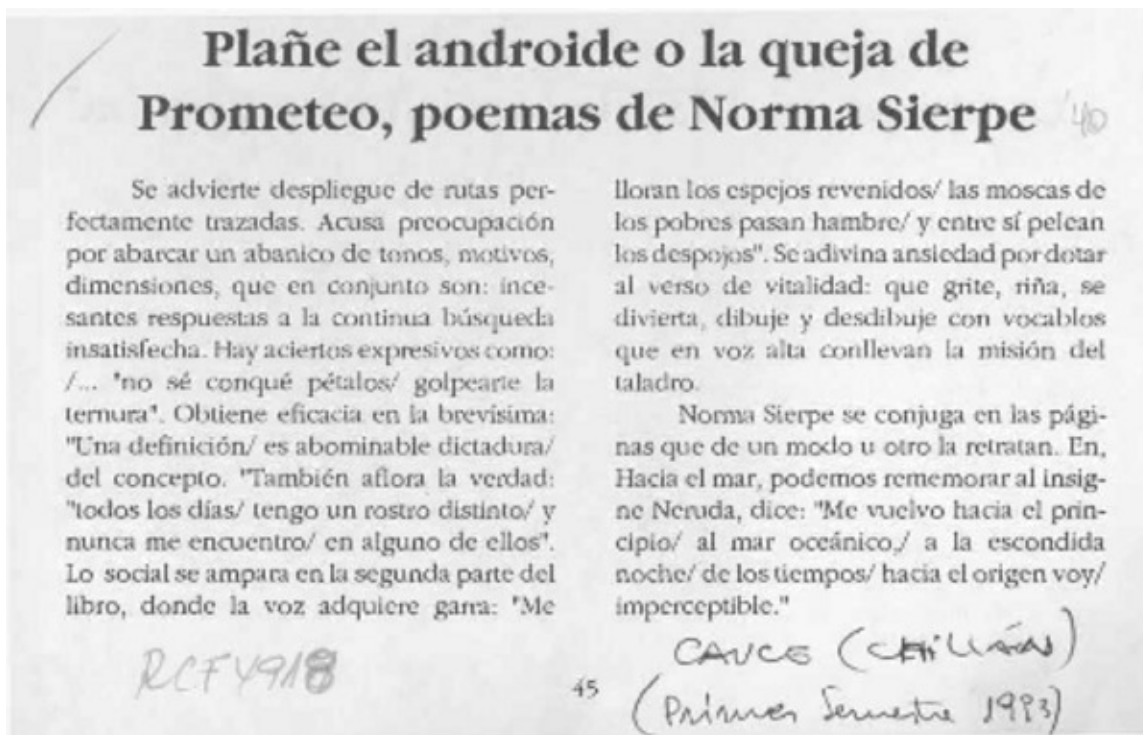 Plañe el androide o la queja de
Prometeo, poemas de Norma Sierpe
40
Se advierte despliegue de rutas per-
fectamente trazadas. Acusa preocupación
por abarcar un abanico de tonos, motivos,
dimensiones, que en conjunto son: ince-
santes respuestas a la continua búsqueda
insatisfecha. Hay aciertos expresivos como:
/... "no sé conqué pétalos/ golpearte la
ternura". Obtiene eficacia en la brevísima:
"Una definición/ es abominable dictadura/
del concepto. "También aflora la verdad:
"todos los días/ tengo un rostro distinto/ y
nunca me encuentro/ en alguno de ellos".
Lo social se ampara en la segunda parte del
libro, donde la voz adquiere garra: "Me
lloran los espejos revenidos/ las moscas de
los pobres pasan hambre/ y entre sí pelean
los despojos". Se adivina ansiedad por dotar
al verso de vitalidad: que grite, riña, se
divierta, dibuje y desdibuje con vocablos
que en voz alta conllevan la misión del
taladro.
Norma Sierpe se conjuga en las pági-
nas que de un modo u otro la retratan. En,
Hacia el mar, podemos rememorar al insig-
ne Neruda, dice: "Me vuelvo hacia el prin-
cipio/ al mar oceánico,/ a la escondida
noche/ de los tiempos/ hacia el origen voy/
imperceptible."
RCF4918
45
CAUCE (CHILLÁN)
(Primer Semestre 1993)